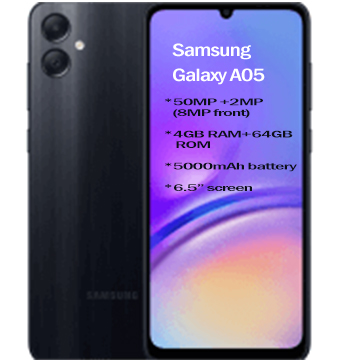 Samsung
Galaxy A05
* 50MP +2MP
(8MP front)
* 4GB RAM+64GB
ROM
* 5000mAh battery
* 6.5" screen
SAMSUNG